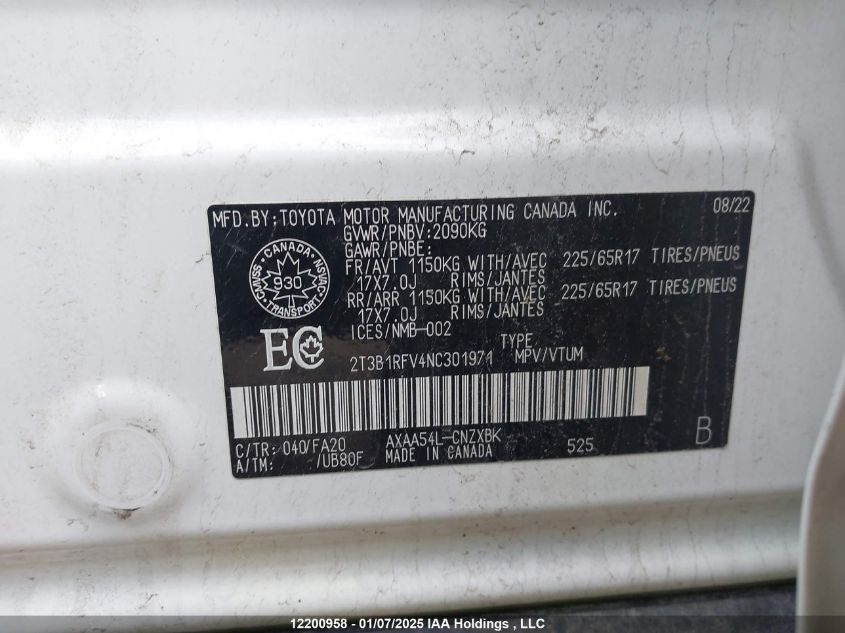 MFD.BY:TOYOTA MOTOR MANUFACTURING CANADA INC. 08/22
GVWR/PNBV:2090KG
GAWR/PNBE:
FR/AVT 1150KG WITH/AVEC 225/65R17 TIRES/PNEUS
17X7.0J RIMS/JANTES
RR/ARR 1150KG WITH/AVEC 225/65R17 TIRES/PNEUS
17X7.0J RIMS/JANTES
ICES/NMB-002
CANADA
CMVSS 930 NSVAC
TRANSPORT
EC
TYPE
2T3B1RFV4NC301971 MPV/VTUM
C/TR: 040/FA20 AXAA54L-CNZXBK 525 B
A/TM: /UB80F MADE IN CANADA
12200958 - 01/07/2025 IAA Holdings , LLC